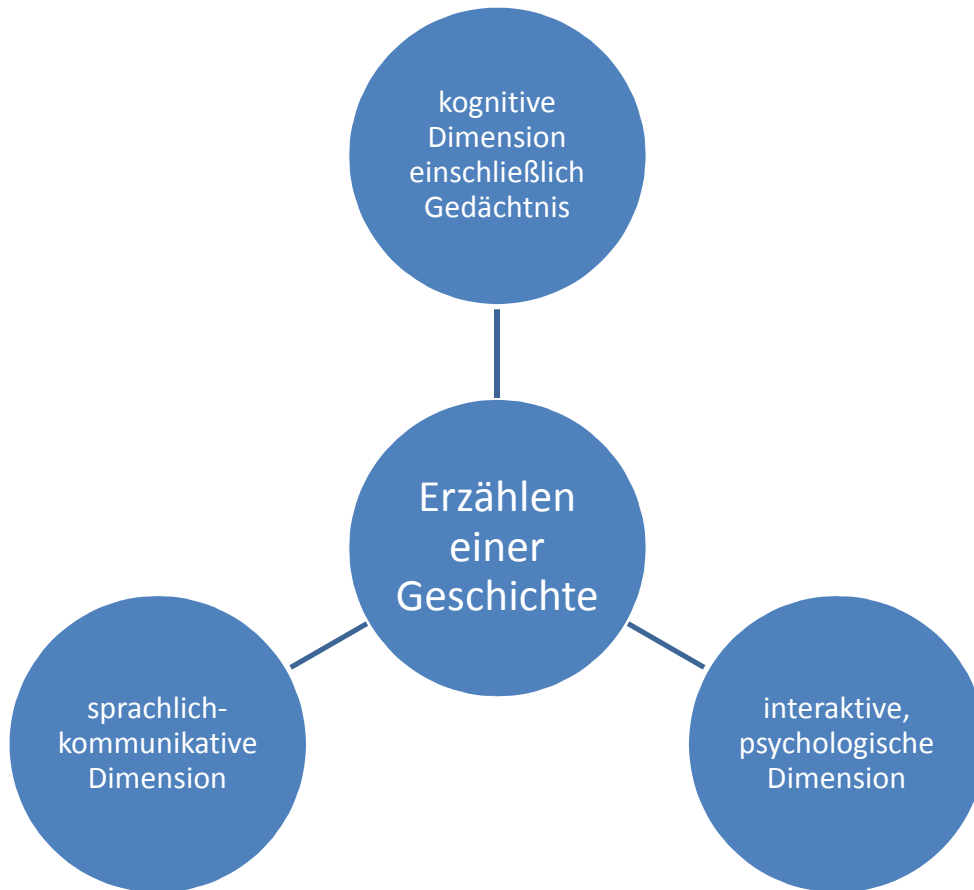 kognitive
Dimension
einschließlich
Gedächtnis
Erzählen
einer
Geschichte
sprachlich-
kommunikative
Dimension
interaktive,
psychologische
Dimension